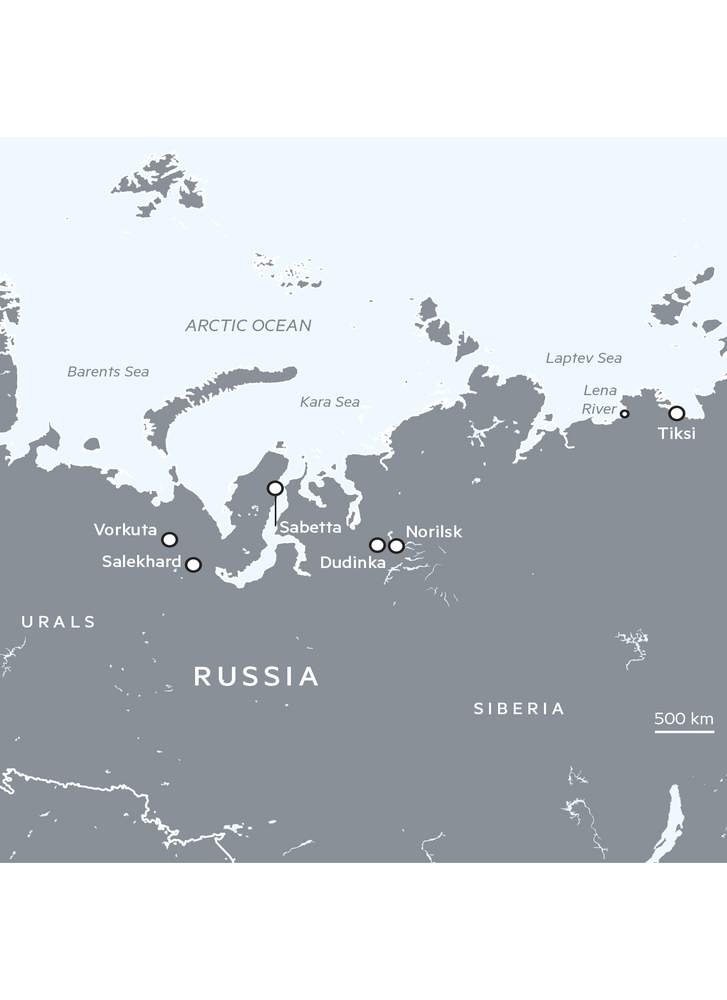 ARCTIC OCEAN
Laptev Sea
Barents Sea
Lena
River
Kara Sea
Tiksi
Vorkuta
Sabetta
Norilsk
Salekhard
Dudinka
URALS
RUSSIA
SIBERIA
500 km